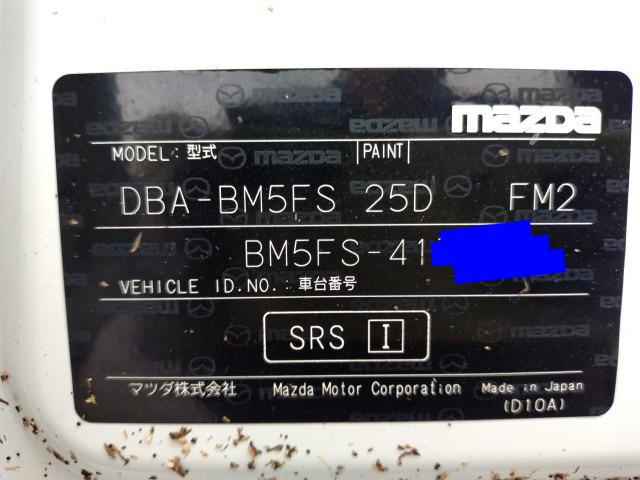 mazda
MODEL : 型式 PAINT
DBA-BM5FS 25D FM2
BM5FS-41
VEHICLE ID.NO. : 車台番号
SRS I
マツダ株式会社 Mazda Motor Corporation Made in Japan
(D10A)